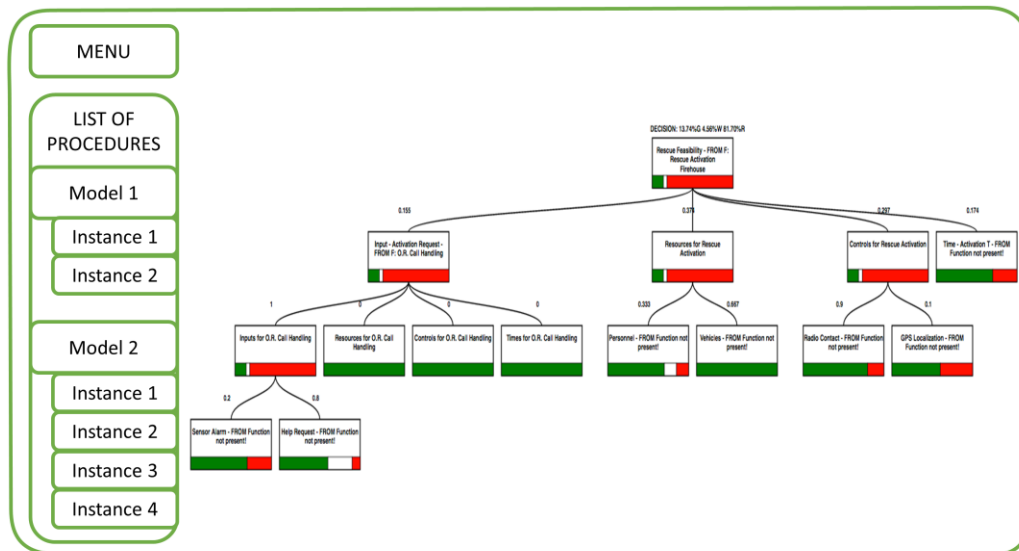 MENU
LIST OF
PROCEDURES
Model 1
Instance 1
Instance 2
Model 2
Instance 1
Instance 2
Instance 3
Instance 4
DECISION: 13.74%G 4.56%W 81.70%R
Rescue Feasibility - FROM F:
Rescue Activation
Firehouse
0.155
0.374
0.297
0.174
Input - Activation Request -
FROM F: O.R. Call Handling
Resources for Rescue
Activation
Controls for Rescue Activation
Time - Activation T - FROM
Function not present!
1
0
0
0
0.333
0.667
0.9
0.1
Inputs for O.R. Call Handling
Resources for O.R. Call
Handling
Controls for O.R. Call Handling
Times for O.R. Call Handling
Personnel - FROM Function not
present!
Vehicles - FROM Function not
present!
Radio Contact - FROM Function
not present!
GPS Localization - FROM
Function not present!
0.2
0.8
Sensor Alarm - FROM Function
not present!
Help Request - FROM Function
not present!